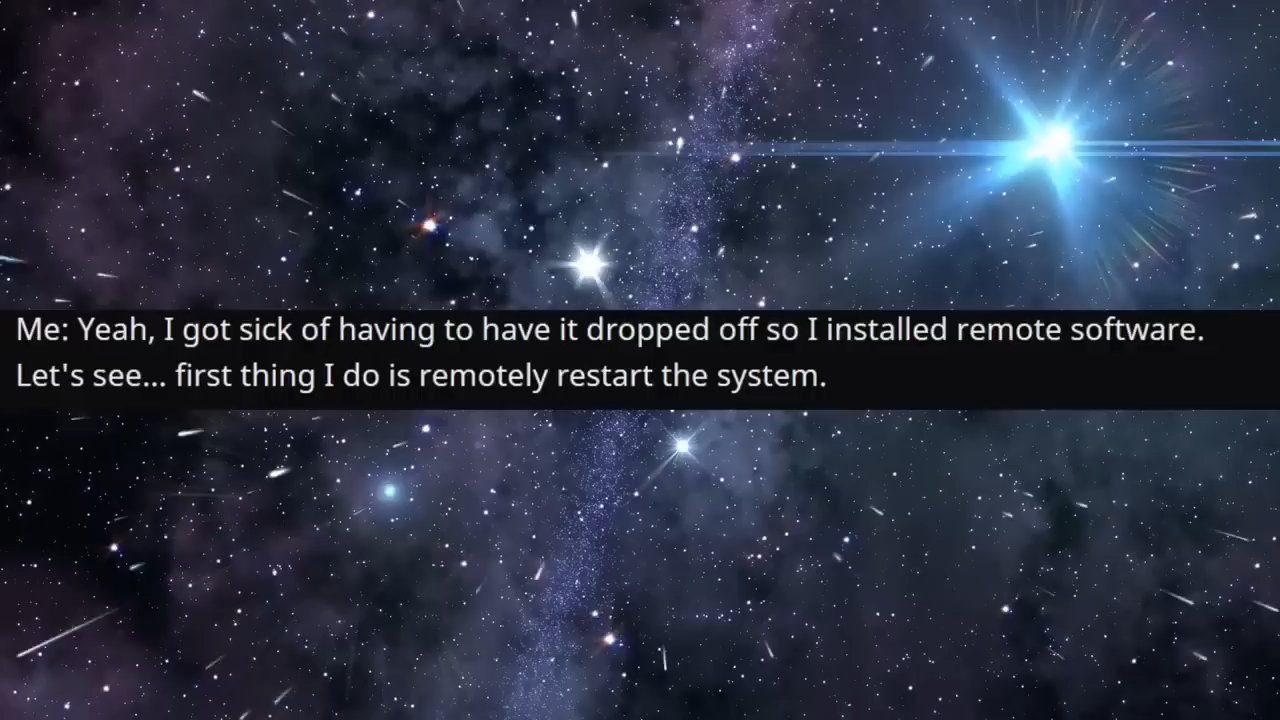 Me: Yeah, I got sick of having to have it dropped off so I installed remote software.
Let's see... first thing I do is remotely restart the system.